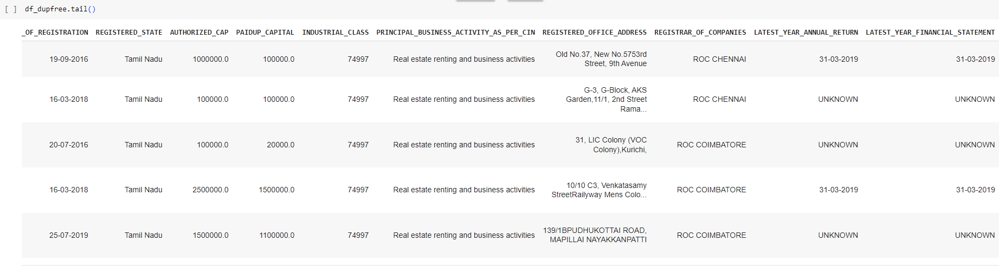 [ ] df_dupfree.tail()
_OF_REGISTRATION REGISTERED_STATE AUTHORIZED_CAP PAIDUP_CAPITAL INDUSTRIAL_CLASS PRINCIPAL_BUSINESS_ACTIVITY_AS_PER_CIN REGISTERED_OFFICE_ADDRESS REGISTRAR_OF_COMPANIES LATEST_YEAR_ANNUAL_RETURN LATEST_YEAR_FINANCIAL_STATEMENT
19-09-2016 Tamil Nadu 1000000.0 100000.0 74997 Real estate renting and business activities Old No.37, New No.5753rd
Street, 9th Avenue ROC CHENNAI 31-03-2019 31-03-2019
16-03-2018 Tamil Nadu 100000.0 100000.0 74997 Real estate renting and business activities G-3, G-Block, AKS
Garden,11/1, 2nd Street
Rama... ROC CHENNAI UNKNOWN UNKNOWN
20-07-2016 Tamil Nadu 100000.0 20000.0 74997 Real estate renting and business activities 31, LIC Colony (VOC
Colony),Kurichi, ROC COIMBATORE UNKNOWN UNKNOWN
16-03-2018 Tamil Nadu 2500000.0 1500000.0 74997 Real estate renting and business activities 10/10 C3, Venkatasamy
StreetRailyway Mens Colo... ROC COIMBATORE 31-03-2019 31-03-2019
25-07-2019 Tamil Nadu 1500000.0 1100000.0 74997 Real estate renting and business activities 139/1BPUDHUKOTTAI ROAD,
MAPILLAI NAYAKKANPATTI ROC COIMBATORE UNKNOWN UNKNOWN